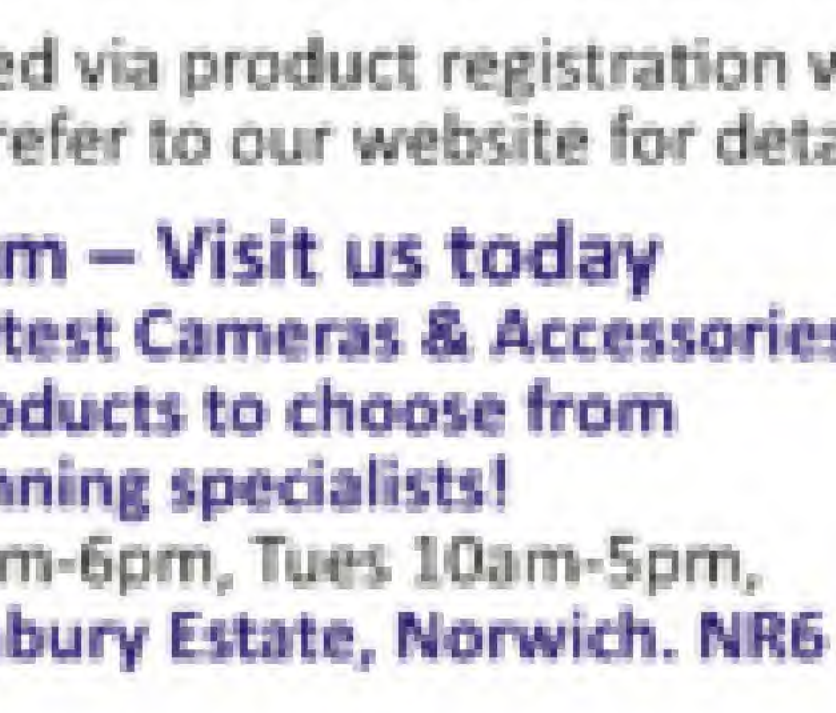 ed via product registration w
refer to our website for deta
m – Visit us today
test Cameras & Accessories
oducts to choose from
nning specialists!
m-6pm, Tues 10am-5pm,
bury Estate, Norwich. NR6